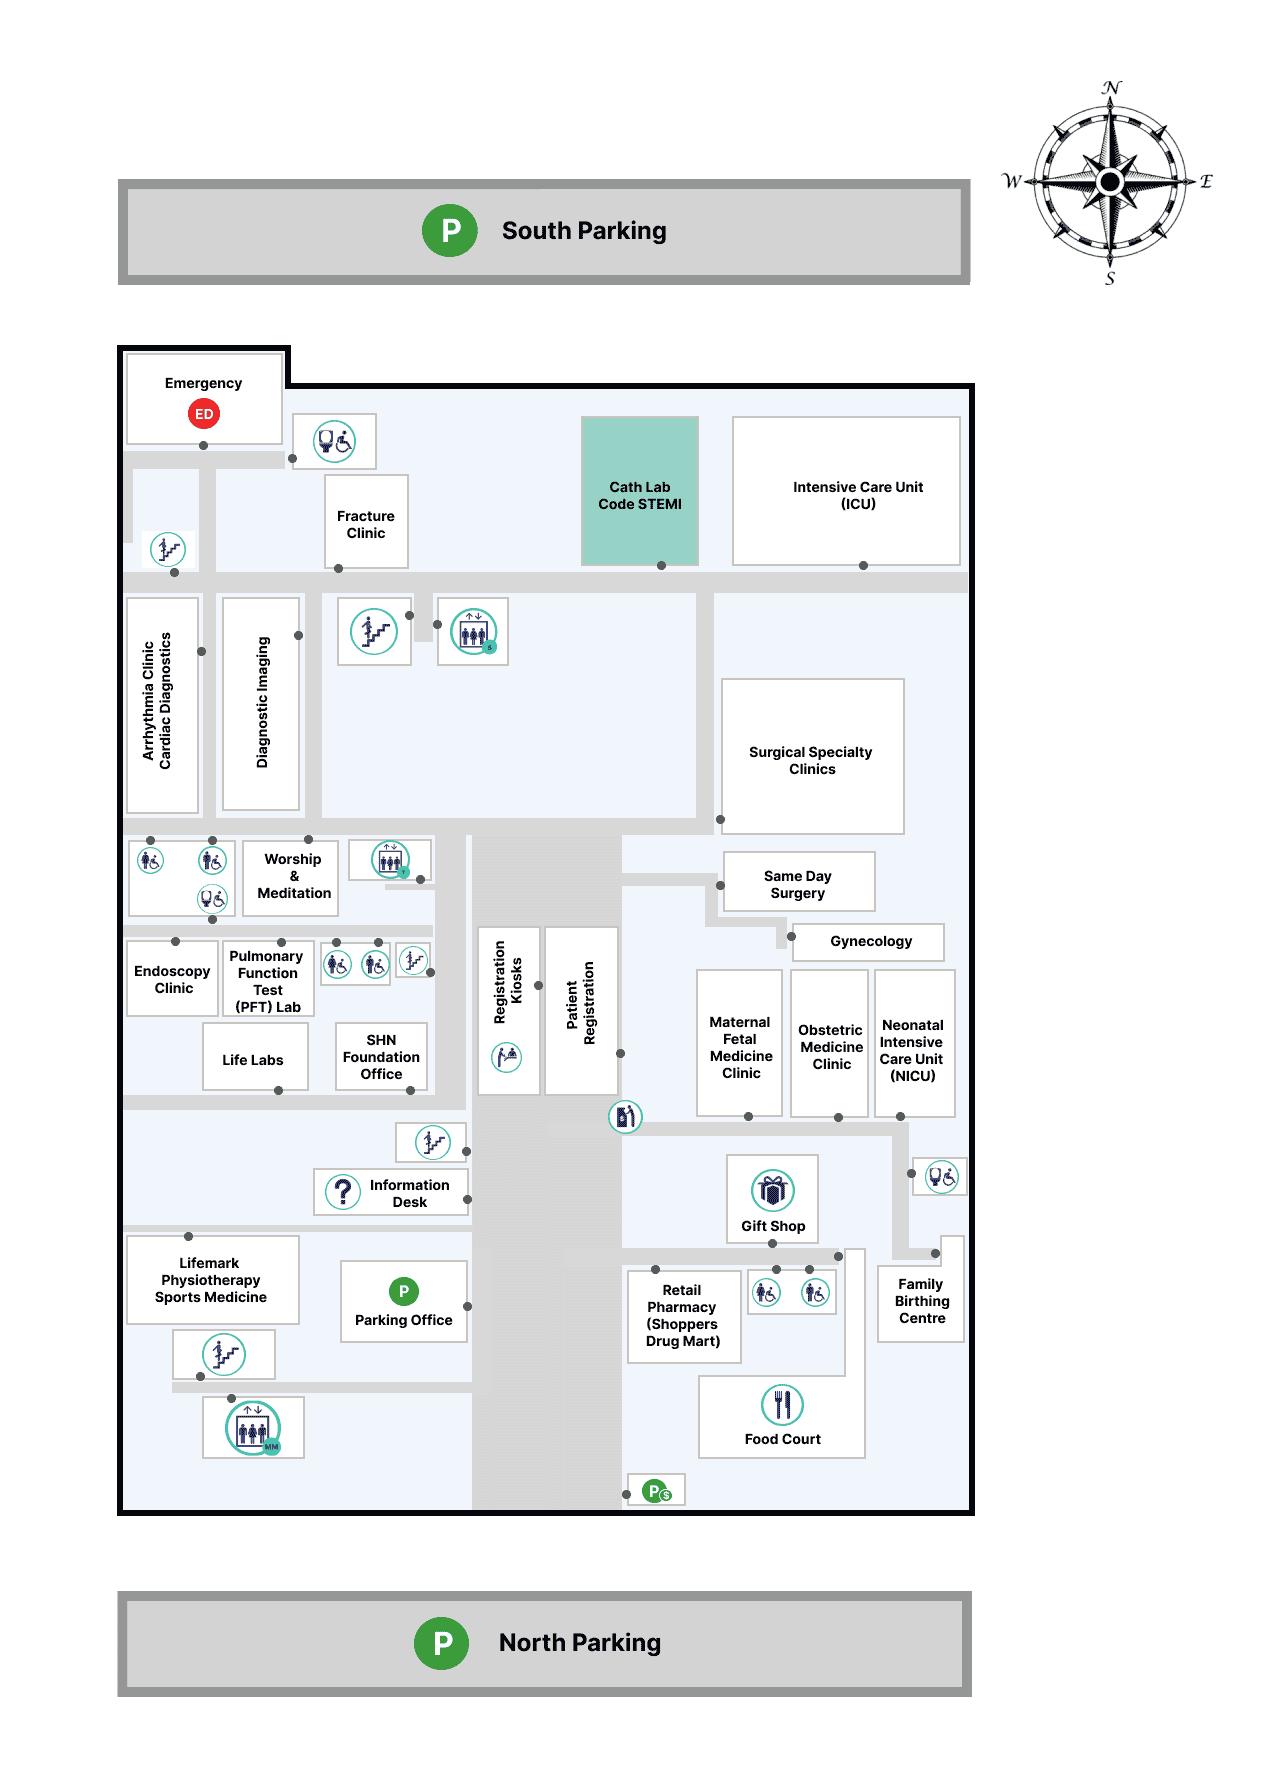 N
W
E
S
P
South Parking
Emergency
ED
Fracture
Clinic
Cath Lab
Code STEMI
Intensive Care Unit
(ICU)
S
Arrhythmia Clinic
Cardiac Diagnostics
Diagnostic Imaging
Surgical Specialty
Clinics
Worship
&
Meditation
T
Same Day
Surgery
Gynecology
Endoscopy
Clinic
Pulmonary
Function
Test
(PFT) Lab
Registration
Kiosks
Patient
Registration
Life Labs
SHN
Foundation
Office
Maternal
Fetal
Medicine
Clinic
Obstetric
Medicine
Clinic
Neonatal
Intensive
Care Unit
(NICU)
?
Information
Desk
Gift Shop
Lifemark
Physiotherapy
Sports Medicine
P
Parking Office
Retail
Pharmacy
(Shoppers
Drug Mart)
Family
Birthing
Centre
MM
Food Court
P
$
P
North Parking